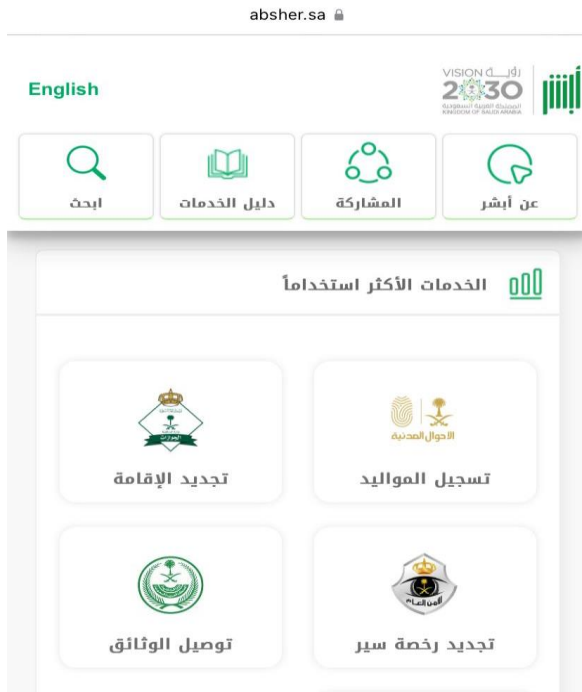 absher.sa
English
VISION رؤيـــة
2030
المملكة العربية السعودية
KINGDOM OF SAUDI ARABIA
أبشر
عن أبشر
المشاركة
دليل الخدمات
ابحث
الخدمات الأكثر استخداماً
الأحوال المدنية
تسجيل المواليد
الجوازات
تجديد الإقامة
الأمن العام
تجديد رخصة سير
توصيل الوثائق